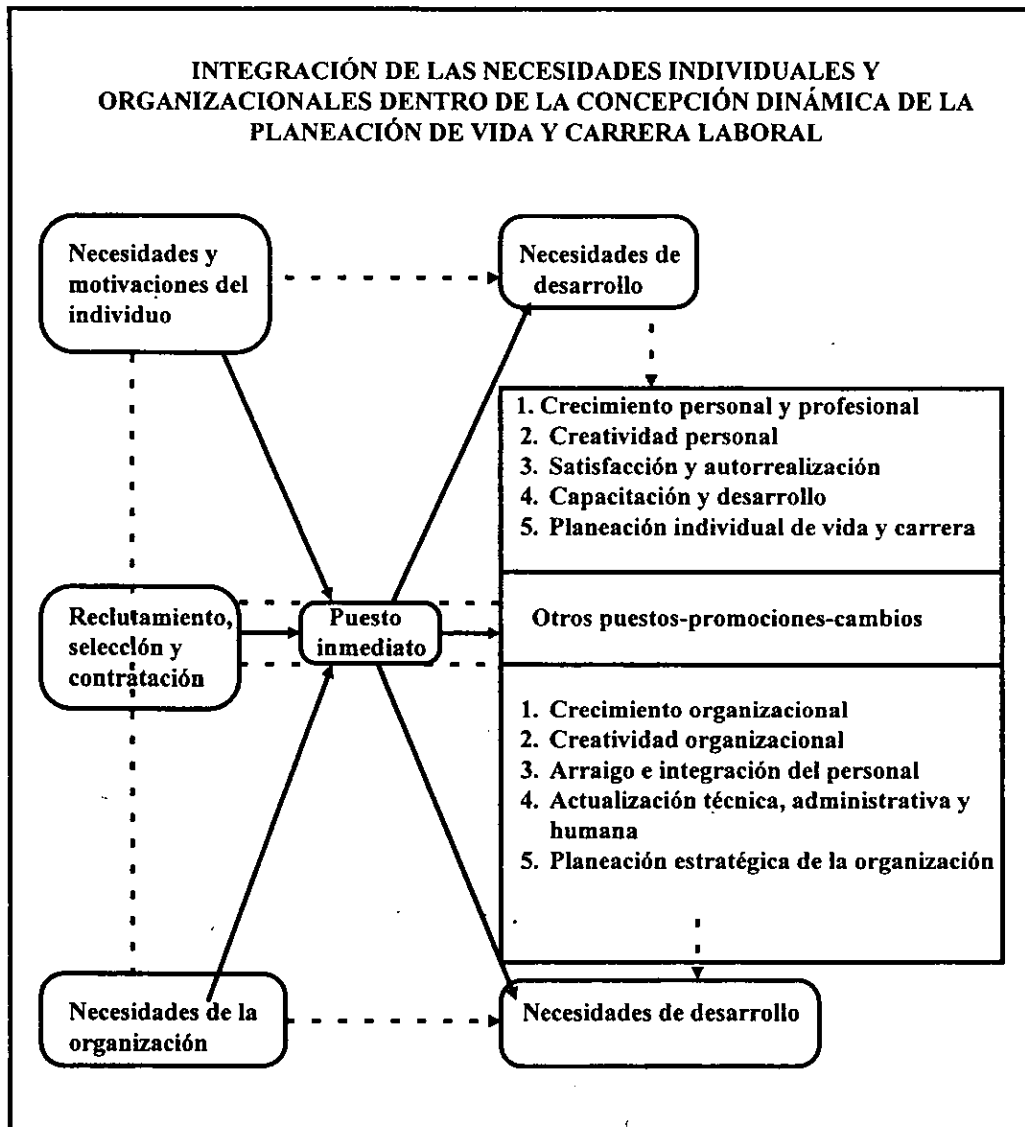 INTEGRACIÓN DE LAS NECESIDADES INDIVIDUALES Y
ORGANIZACIONALES DENTRO DE LA CONCEPCIÓN DINÁMICA DE LA
PLANEACIÓN DE VIDA Y CARRERA LABORAL
Necesidades y
motivaciones del
individuo
Necesidades de
desarrollo
1. Crecimiento personal y profesional
2. Creatividad personal
3. Satisfacción y autorrealización
4. Capacitación y desarrollo
5. Planeación individual de vida y carrera
Reclutamiento,
selección y
contratación
Puesto
inmediato
Otros puestos-promociones-cambios
1. Crecimiento organizacional
2. Creatividad organizacional
3. Arraigo e integración del personal
4. Actualización técnica, administrativa y
humana
5. Planeación estratégica de la organización
Necesidades de la
organización
Necesidades de desarrollo